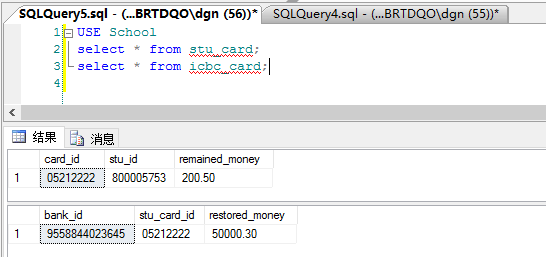 SQLQuery5.sql - (...BRTDQO\dgn (56))* SQLQuery4.sql - (...BRTDQO\dgn (55))*
1 USE School
2 select * from stu_card;
3 select * from icbc_card;
4
结果 消息
card_id stu_id remained_money
1 05212222 800005753 200.50
bank_id stu_card_id restored_money
1 9558844023645 05212222 50000.30